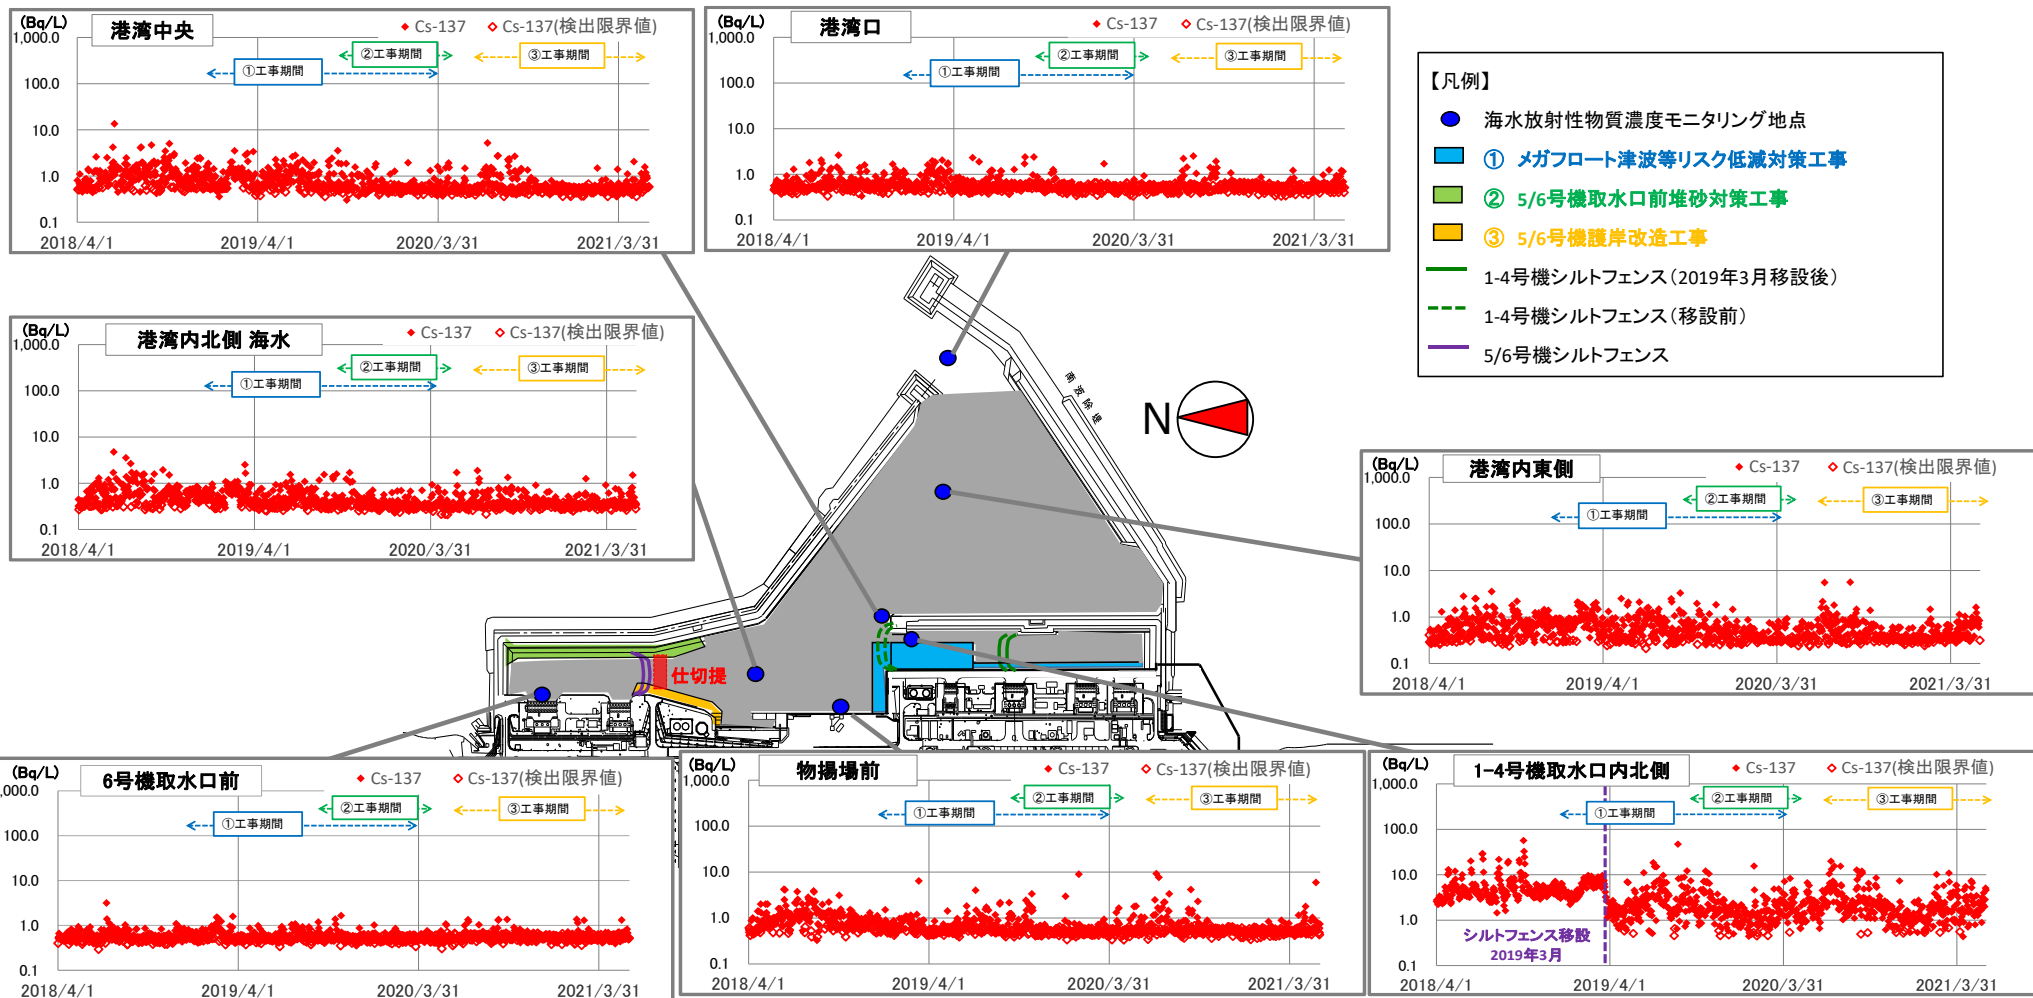 (Bq/L)
港湾中央
Cs-137
Cs-137(検出限界値)
1,000.0
100.0
10.0
1.0
0.1
①工事期間
②工事期間
③工事期間
2018/4/1
2019/4/1
2020/3/31
2021/3/31
(Bq/L)
港湾口
Cs-137
Cs-137(検出限界値)
1,000.0
100.0
10.0
1.0
0.1
①工事期間
②工事期間
③工事期間
2018/4/1
2019/4/1
2020/3/31
2021/3/31
【凡例】
海水放射性物質濃度モニタリング地点
① メガフロート津波等リスク低減対策工事
② 5/6号機取水口前堆砂対策工事
③ 5/6号機護岸改造工事
1-4号機シルトフェンス(2019年3月移設後)
1-4号機シルトフェンス(移設前)
5/6号機シルトフェンス
(Bq/L)
港湾内北側 海水
Cs-137
Cs-137(検出限界値)
1,000.0
100.0
10.0
1.0
0.1
①工事期間
②工事期間
③工事期間
2018/4/1
2019/4/1
2020/3/31
2021/3/31
南波除堤
N
仕切提
(Bq/L)
港湾内東側
Cs-137
Cs-137(検出限界値)
1,000.0
100.0
10.0
1.0
0.1
①工事期間
②工事期間
③工事期間
2018/4/1
2019/4/1
2020/3/31
2021/3/31
(Bq/L)
6号機取水口前
Cs-137
Cs-137(検出限界値)
,000.0
100.0
10.0
1.0
0.1
①工事期間
②工事期間
③工事期間
2018/4/1
2019/4/1
2020/3/31
2021/3/31
(Bq/L)
物揚場前
Cs-137
Cs-137(検出限界値)
1,000.0
100.0
10.0
1.0
0.1
①工事期間
②工事期間
③工事期間
2018/4/1
2019/4/1
2020/3/31
2021/3/31
(Bq/L)
1-4号機取水口内北側
Cs-137
Cs-137(検出限界値)
1,000.0
100.0
10.0
1.0
0.1
①工事期間
②工事期間
③工事期間
シルトフェンス移設
2019年3月
2018/4/1
2019/4/1
2020/3/31
2021/3/31